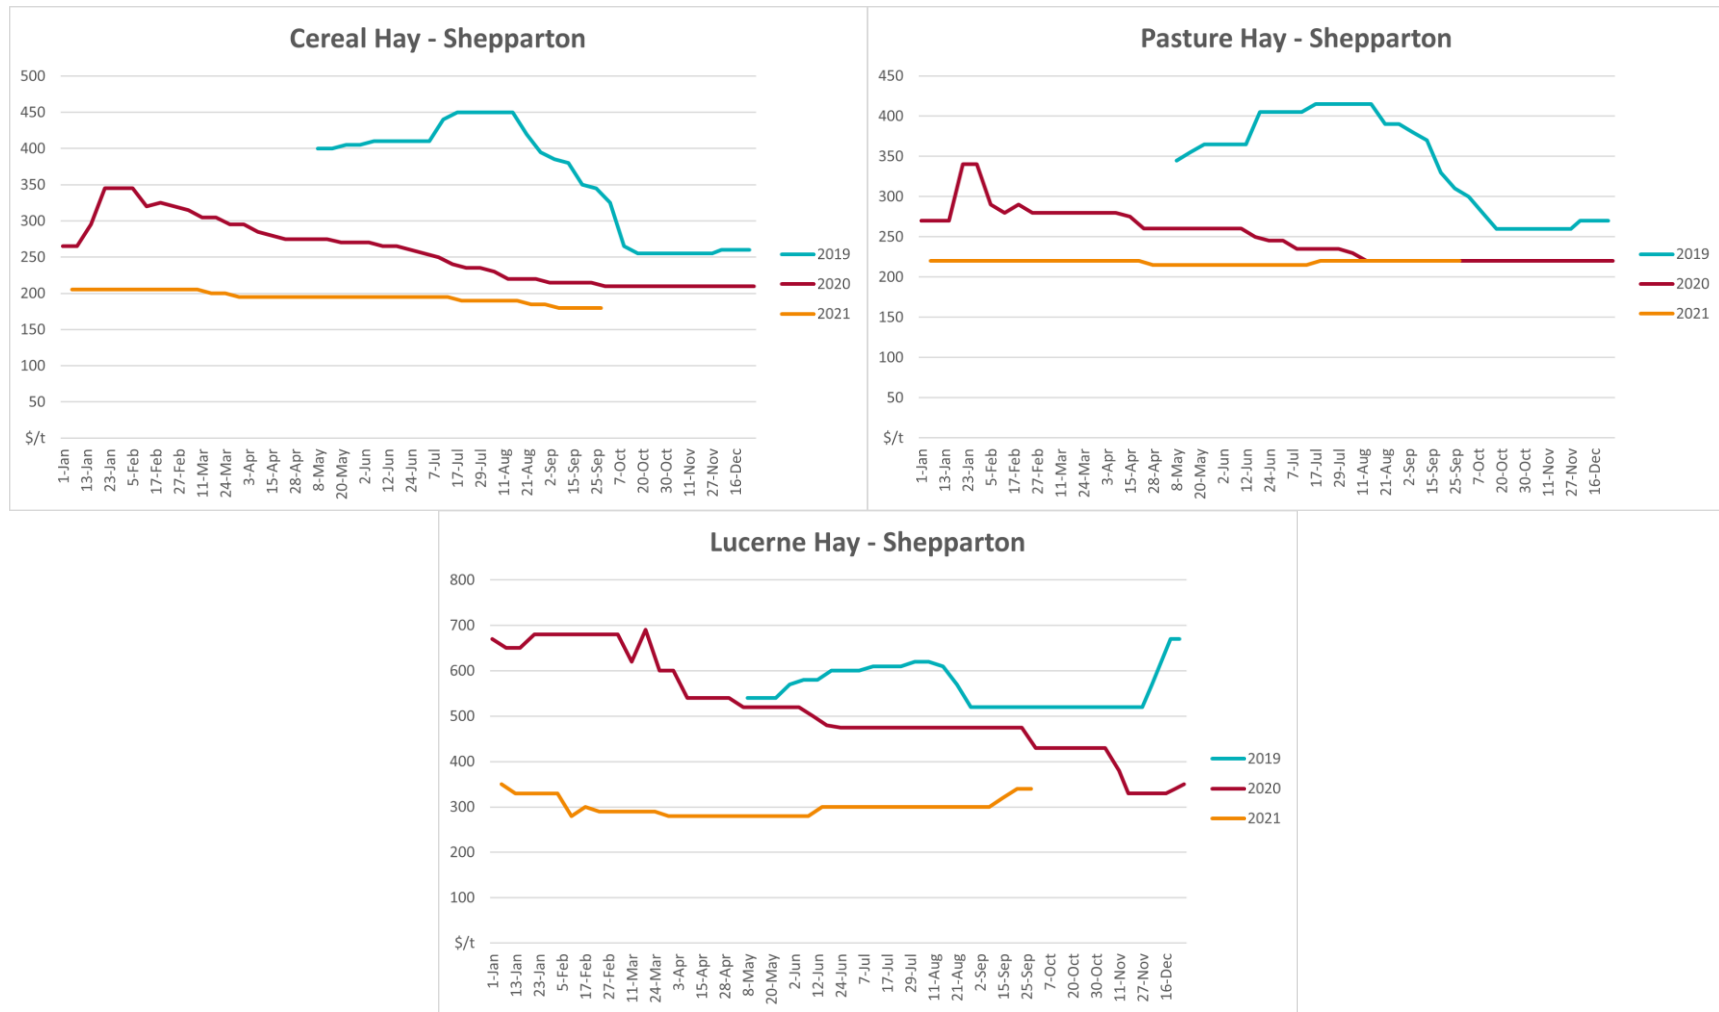 Cereal Hay - Shepparton
500
450
400
350
300
250
200
150
100
50
$/t
1-Jan
13-Jan
23-Jan
5-Feb
17-Feb
27-Feb
11-Mar
24-Mar
3-Apr
15-Apr
28-Apr
8-May
20-May
2-Jun
12-Jun
24-Jun
7-Jul
17-Jul
29-Jul
11-Aug
21-Aug
2-Sep
15-Sep
25-Sep
7-Oct
20-Oct
30-Oct
11-Nov
27-Nov
16-Dec
2019
2020
2021
Pasture Hay - Shepparton
450
400
350
300
250
200
150
100
50
$/t
1-Jan
13-Jan
23-Jan
5-Feb
17-Feb
27-Feb
11-Mar
24-Mar
3-Apr
15-Apr
28-Apr
8-May
20-May
2-Jun
12-Jun
24-Jun
7-Jul
17-Jul
29-Jul
11-Aug
21-Aug
2-Sep
15-Sep
25-Sep
7-Oct
20-Oct
30-Oct
11-Nov
27-Nov
16-Dec
2019
2020
2021
Lucerne Hay - Shepparton
800
700
600
500
400
300
200
100
$/t
1-Jan
13-Jan
23-Jan
5-Feb
17-Feb
27-Feb
11-Mar
24-Mar
3-Apr
15-Apr
28-Apr
8-May
20-May
2-Jun
12-Jun
24-Jun
7-Jul
17-Jul
29-Jul
11-Aug
21-Aug
2-Sep
15-Sep
25-Sep
7-Oct
20-Oct
30-Oct
11-Nov
27-Nov
16-Dec
2019
2020
2021